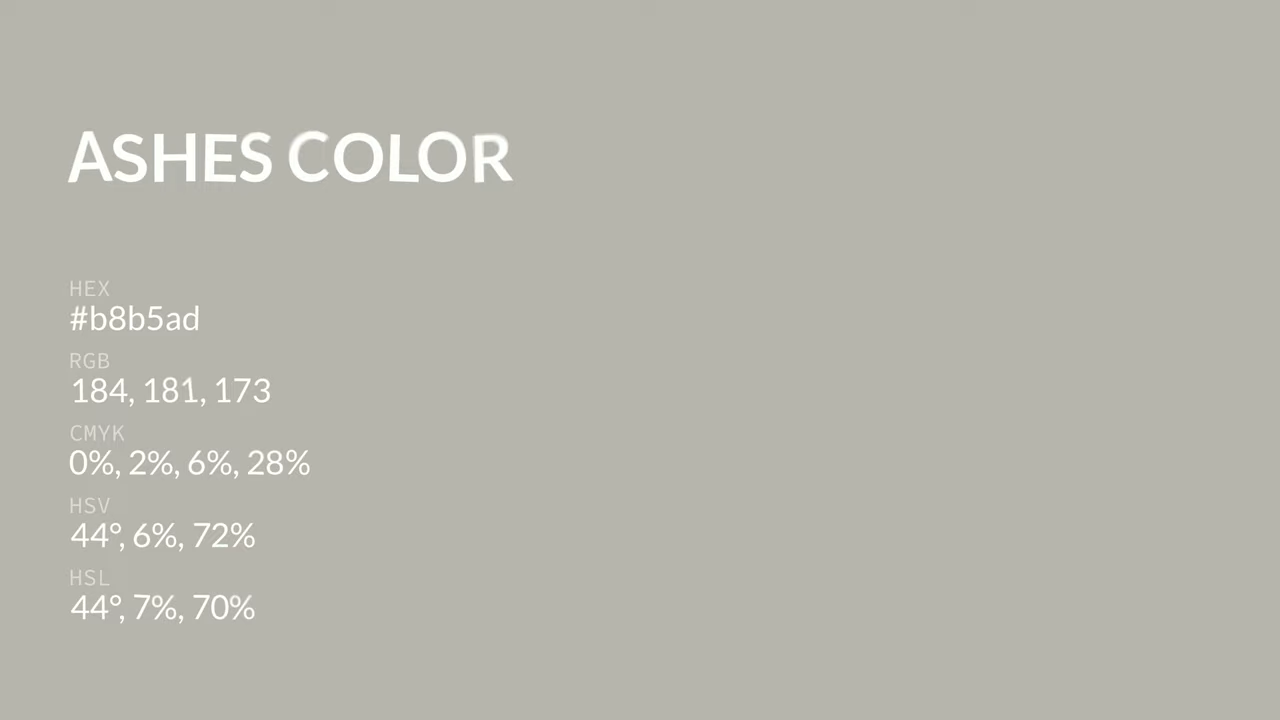 ASHES COLOR
HEX
#b8b5ad
RGB
184, 181, 173
CMYK
0%, 2%, 6%, 28%
HSV
44°, 6%, 72%
HSL
44°, 7%, 70%